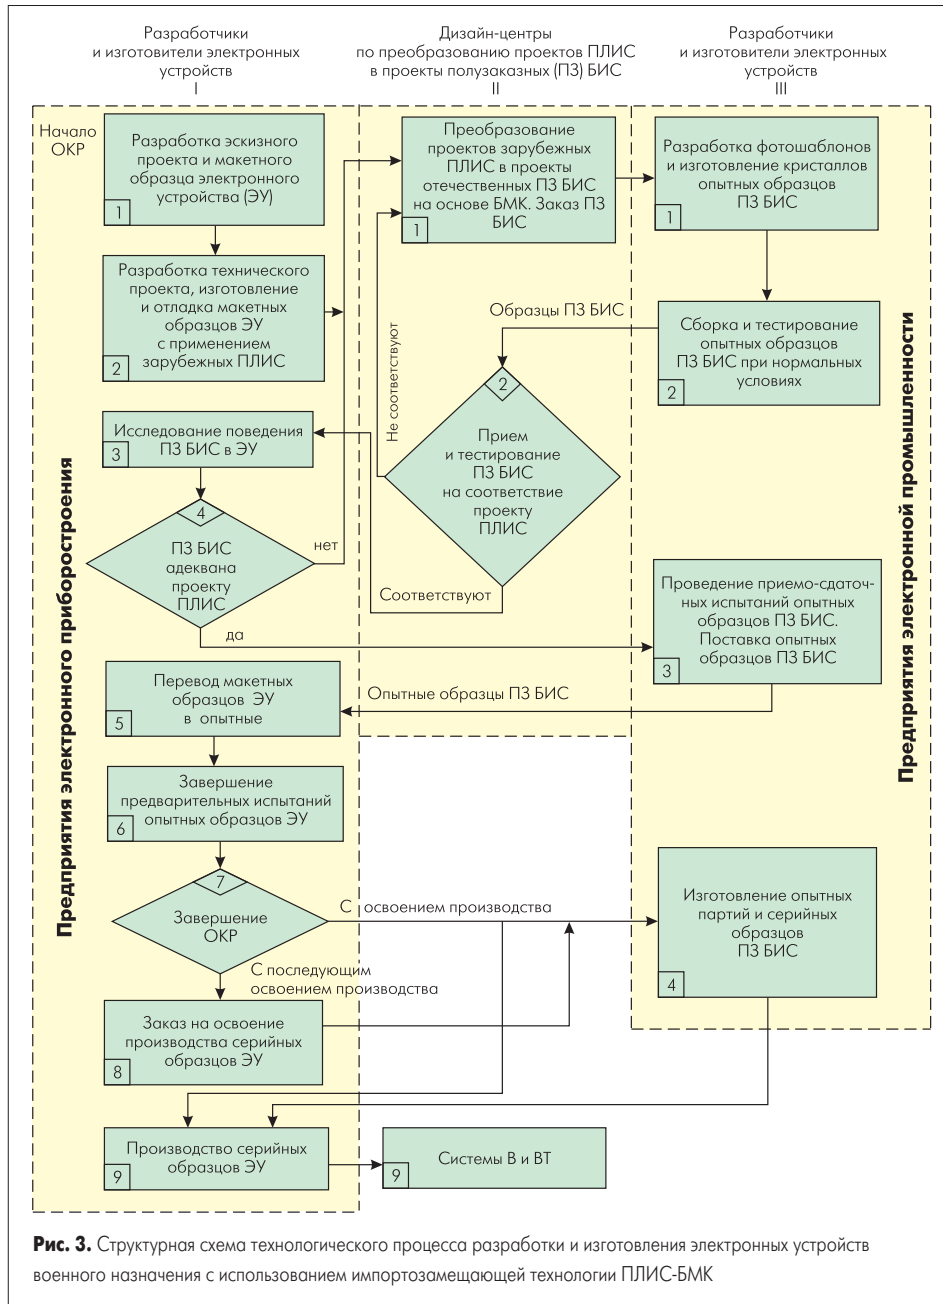 Разработчики
и изготовители электронных
устройств
I
Дизайн-центры
по преобразованию проектов ПЛИС
в проекты полузаказных (ПЗ) БИС
II
Разработчики
и изготовители электронных
устройств
III
Начало
ОКР
Разработка эскизного
проекта и макетного
образца электронного
устройства (ЭУ)
1
Преобразование
проектов зарубежных
ПЛИС в проекты
отечественных ПЗ БИС
на основе БМК. Заказ ПЗ
БИС
1
Разработка фотошаблонов
и изготовление кристаллов
опытных образцов
ПЗ БИС
1
Разработка технического
проекта, изготовление
и отладка макетных
образцов ЭУ
с применением
зарубежных ПЛИС
2
Образцы ПЗ БИС
Сборка и тестирование
опытных образцов
ПЗ БИС при нормальных
условиях
2
Не соответствуют
2
Прием
и тестирование
ПЗ БИС
на соответствие
проекту
ПЛИС
Исследование поведения
ПЗ БИС в ЭУ
3
4
ПЗ БИС
адеквана
проекту
ПЛИС
нет
Соответствуют
да
Проведение приемо-сдаточ-
ных испытаний опытных
образцов ПЗ БИС.
Поставка опытных
образцов ПЗ БИС
3
Предприятия электронного приборостроения
Предприятия электронной промышленности
Перевод макетных
образцов ЭУ
в опытные
5
Опытные образцы ПЗ БИС
Завершение
предварительных испытаний
опытных образцов ЭУ
6
7
Завершение
ОКР
С освоением производства
С последующим
освоением производства
Изготовление опытных
партий и серийных
образцов
ПЗ БИС
4
Заказ на освоение
производства серийных
образцов ЭУ
8
Производство серийных
образцов ЭУ
9
Системы В и ВТ
9
Рис. 3. Структурная схема технологического процесса разработки и изготовления электронных устройств
военного назначения с использованием импортозамещающей технологии ПЛИС-БМК